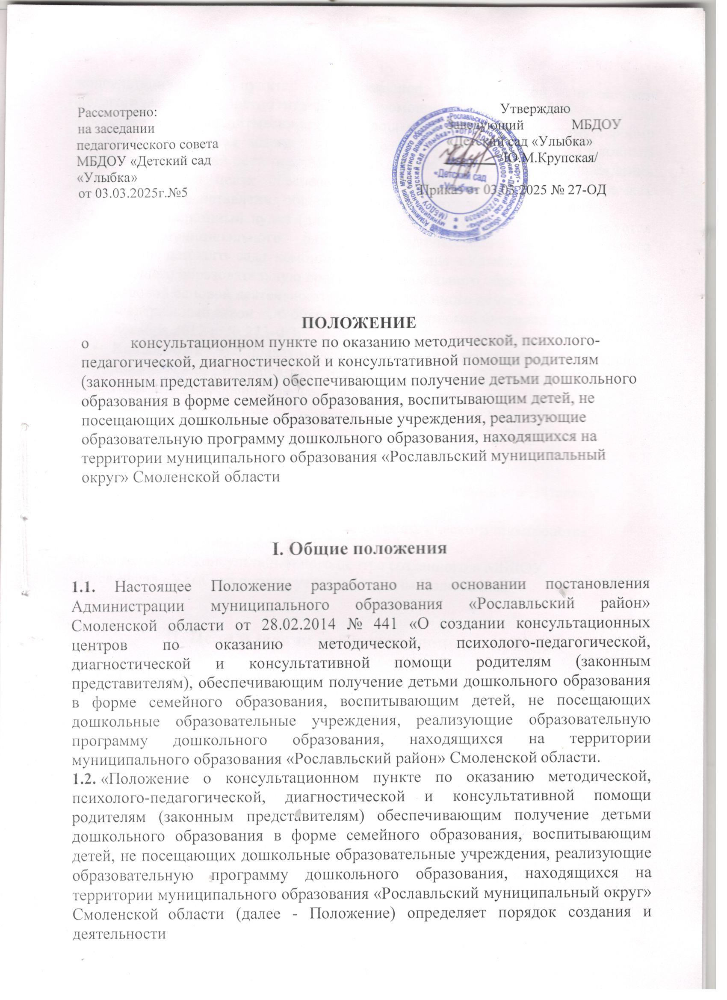 Рассмотрено:
на заседании
педагогического совета
МБДОУ «Детский сад
«Улыбка»
от 03.03.2025г.№5
Утверждаю
Заведующий МБДОУ
«Детский сад «Улыбка»
/Ю.М.Крупская/
Приказ от 03.03.2025 № 27-ОД
«Детский сад
«Улыбка»
ПОЛОЖЕНИЕ
о консультационном пункте по оказанию методической, психолого-
педагогической, диагностической и консультативной помощи родителям
(законным представителям) обеспечивающим получение детьми дошкольного
образования в форме семейного образования, воспитывающим детей, не
посещающих дошкольные образовательные учреждения, реализующие
образовательную программу дошкольного образования, находящихся на
территории муниципального образования «Рославльский муниципальный
округ» Смоленской области
I. Общие положения
1.1. Настоящее Положение разработано на основании постановления
Администрации муниципального образования «Рославльский район»
Смоленской области от 28.02.2014 № 441 «О создании консультационных
центров по оказанию методической, психолого-педагогической,
диагностической и консультативной помощи родителям (законным
представителям), обеспечивающим получение детьми дошкольного образования
в форме семейного образования, воспитывающим детей, не посещающих
дошкольные образовательные учреждения, реализующие образовательную
программу дошкольного образования, находящихся на территории
муниципального образования «Рославльский район» Смоленской области.
1.2. «Положение о консультационном пункте по оказанию методической,
психолого-педагогической, диагностической и консультативной помощи
родителям (законным представителям) обеспечивающим получение детьми
дошкольного образования в форме семейного образования, воспитывающим
детей, не посещающих дошкольные образовательные учреждения, реализующие
образовательную программу дошкольного образования, находящихся на
территории муниципального образования «Рославльский муниципальный округ»
Смоленской области (далее - Положение) определяет порядок создания и
деятельности